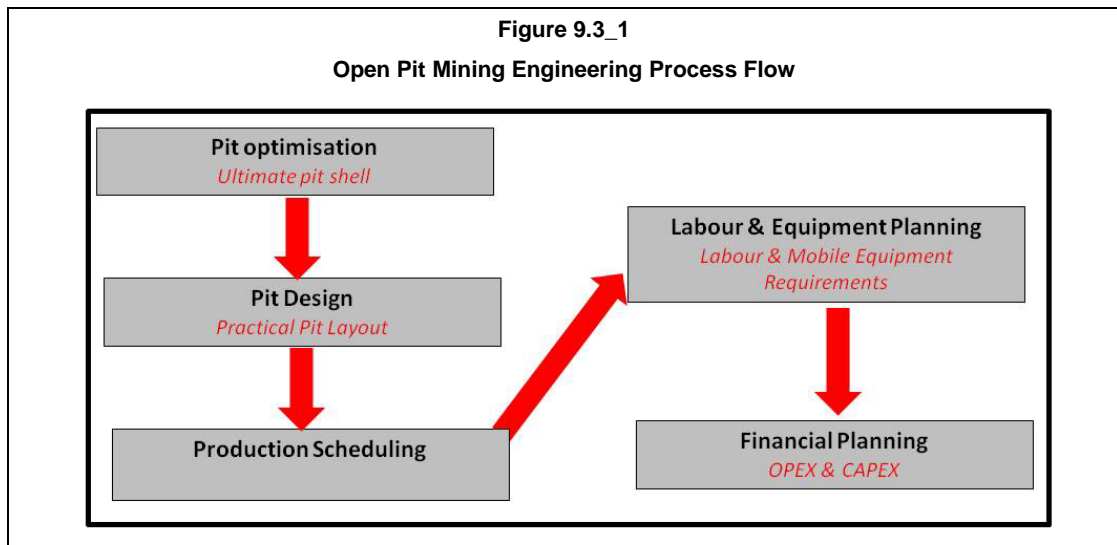 Figure 9.3_1
Open Pit Mining Engineering Process Flow
Pit optimisation
Ultimate pit shell
Pit Design
Practical Pit Layout
Production Scheduling
Labour & Equipment Planning
Labour & Mobile Equipment
Requirements
Financial Planning
OPEX & CAPEX